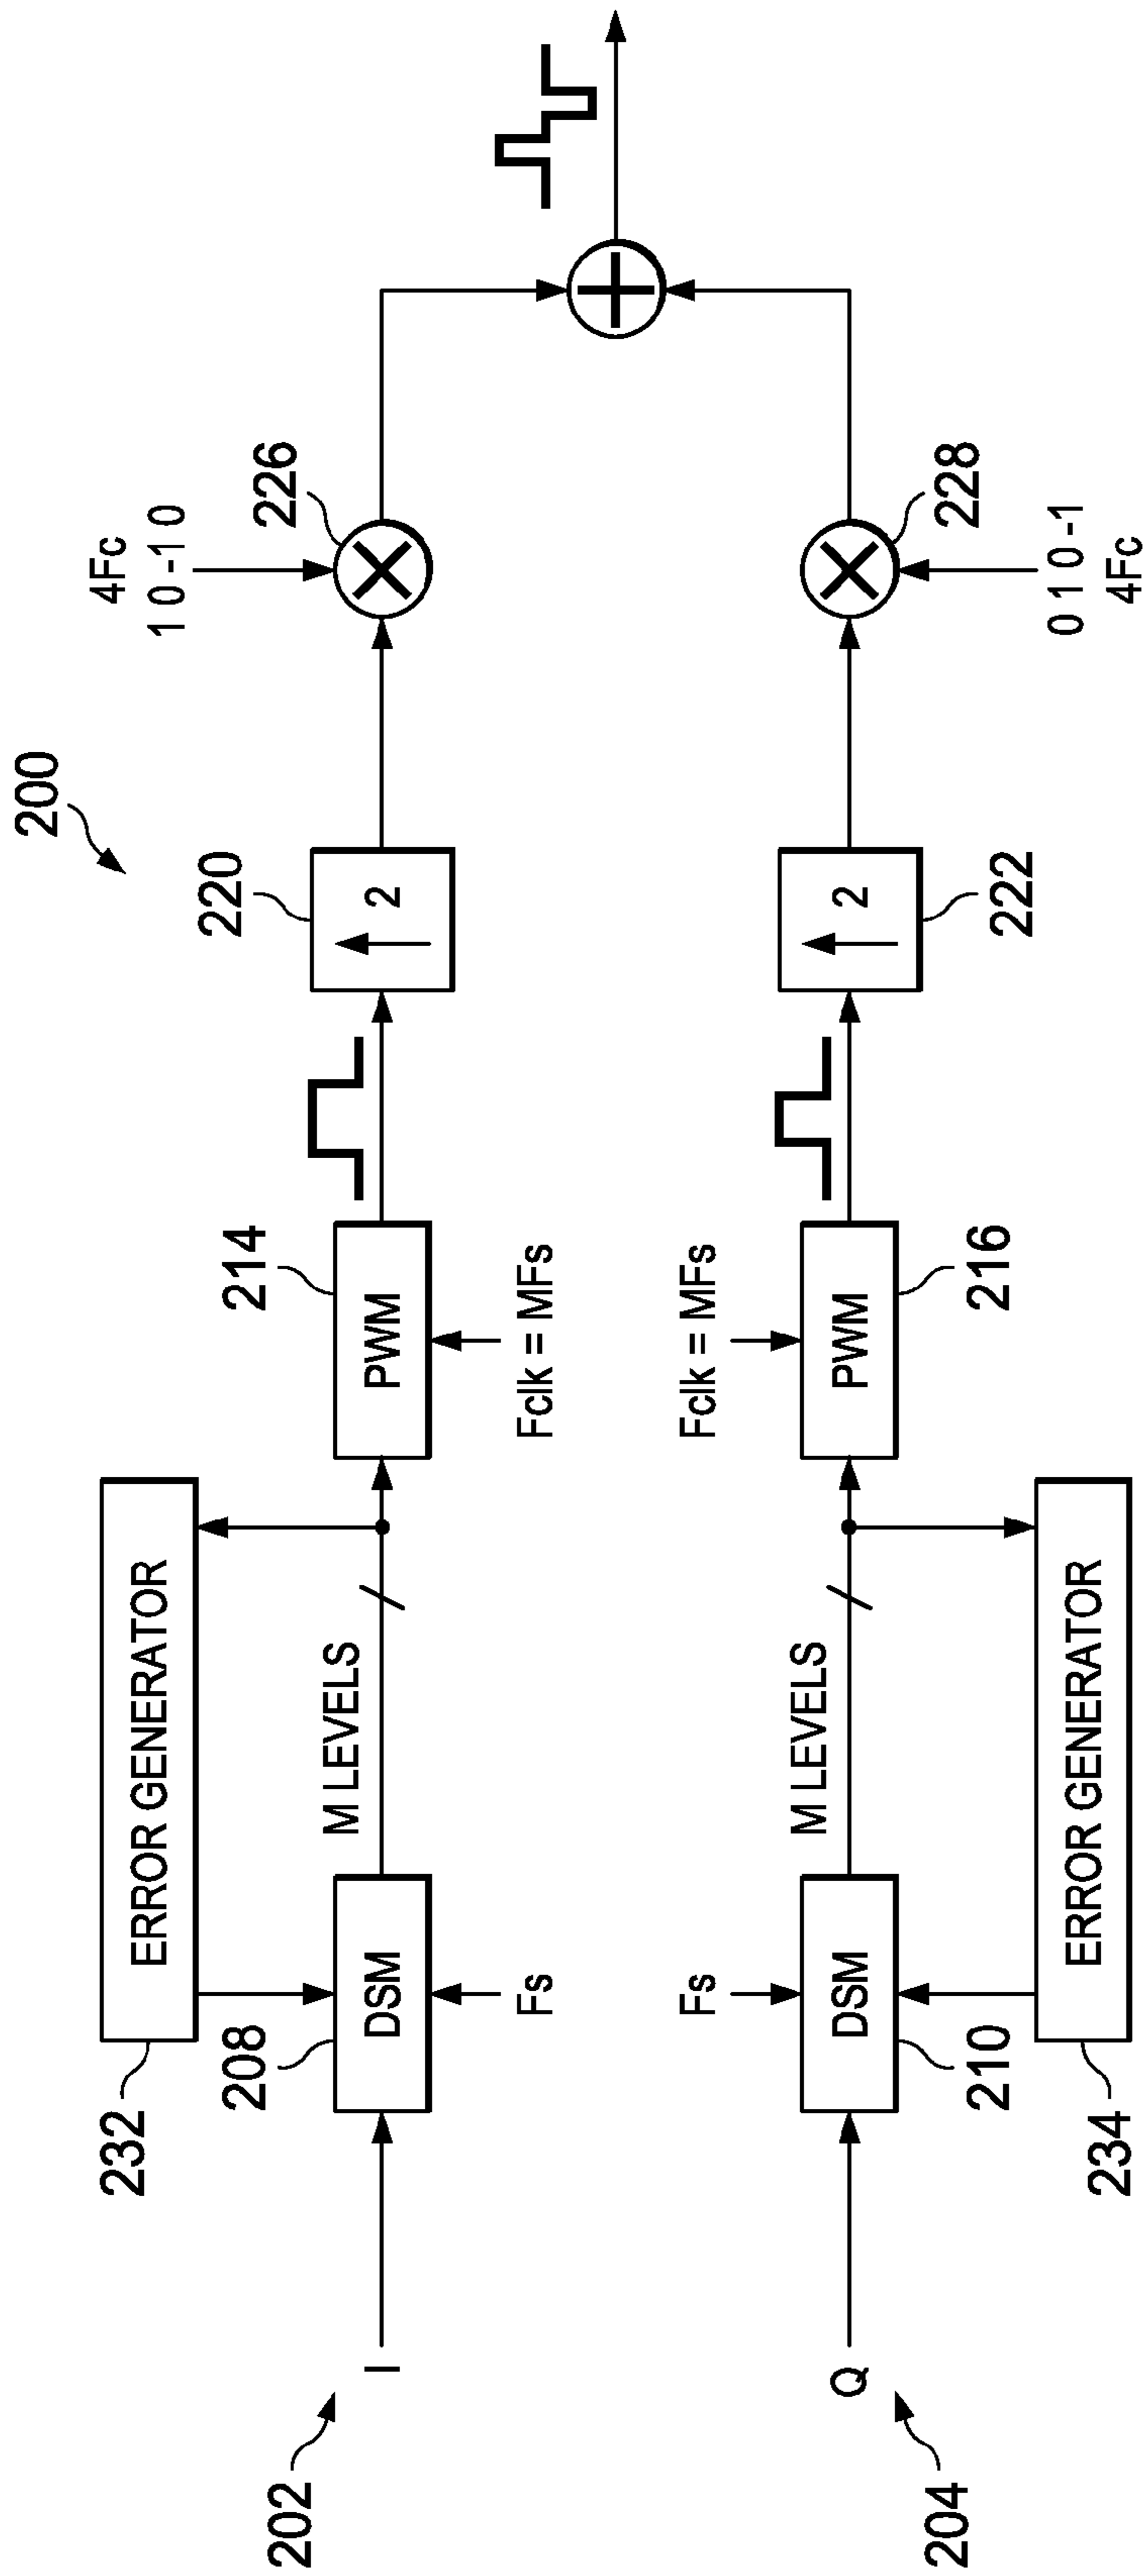 200
4Fc
1 0 -1 0
226
220
214
232
ERROR GENERATOR
208
DSM
M LEVELS
PWM
2
202
I
Fs
Fclk = MFs
Q
204
Fs
Fclk = MFs
DSM
M LEVELS
PWM
2
210
216
222
228
0 1 0 -1
4Fc
ERROR GENERATOR
234